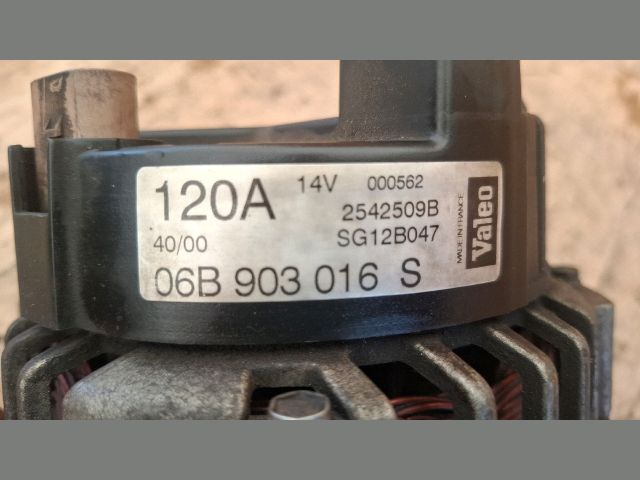 120A 14V 000562
2542509B
40/00 SG12B047
06B 903 016 S
MADE IN FRANCE
Valeo